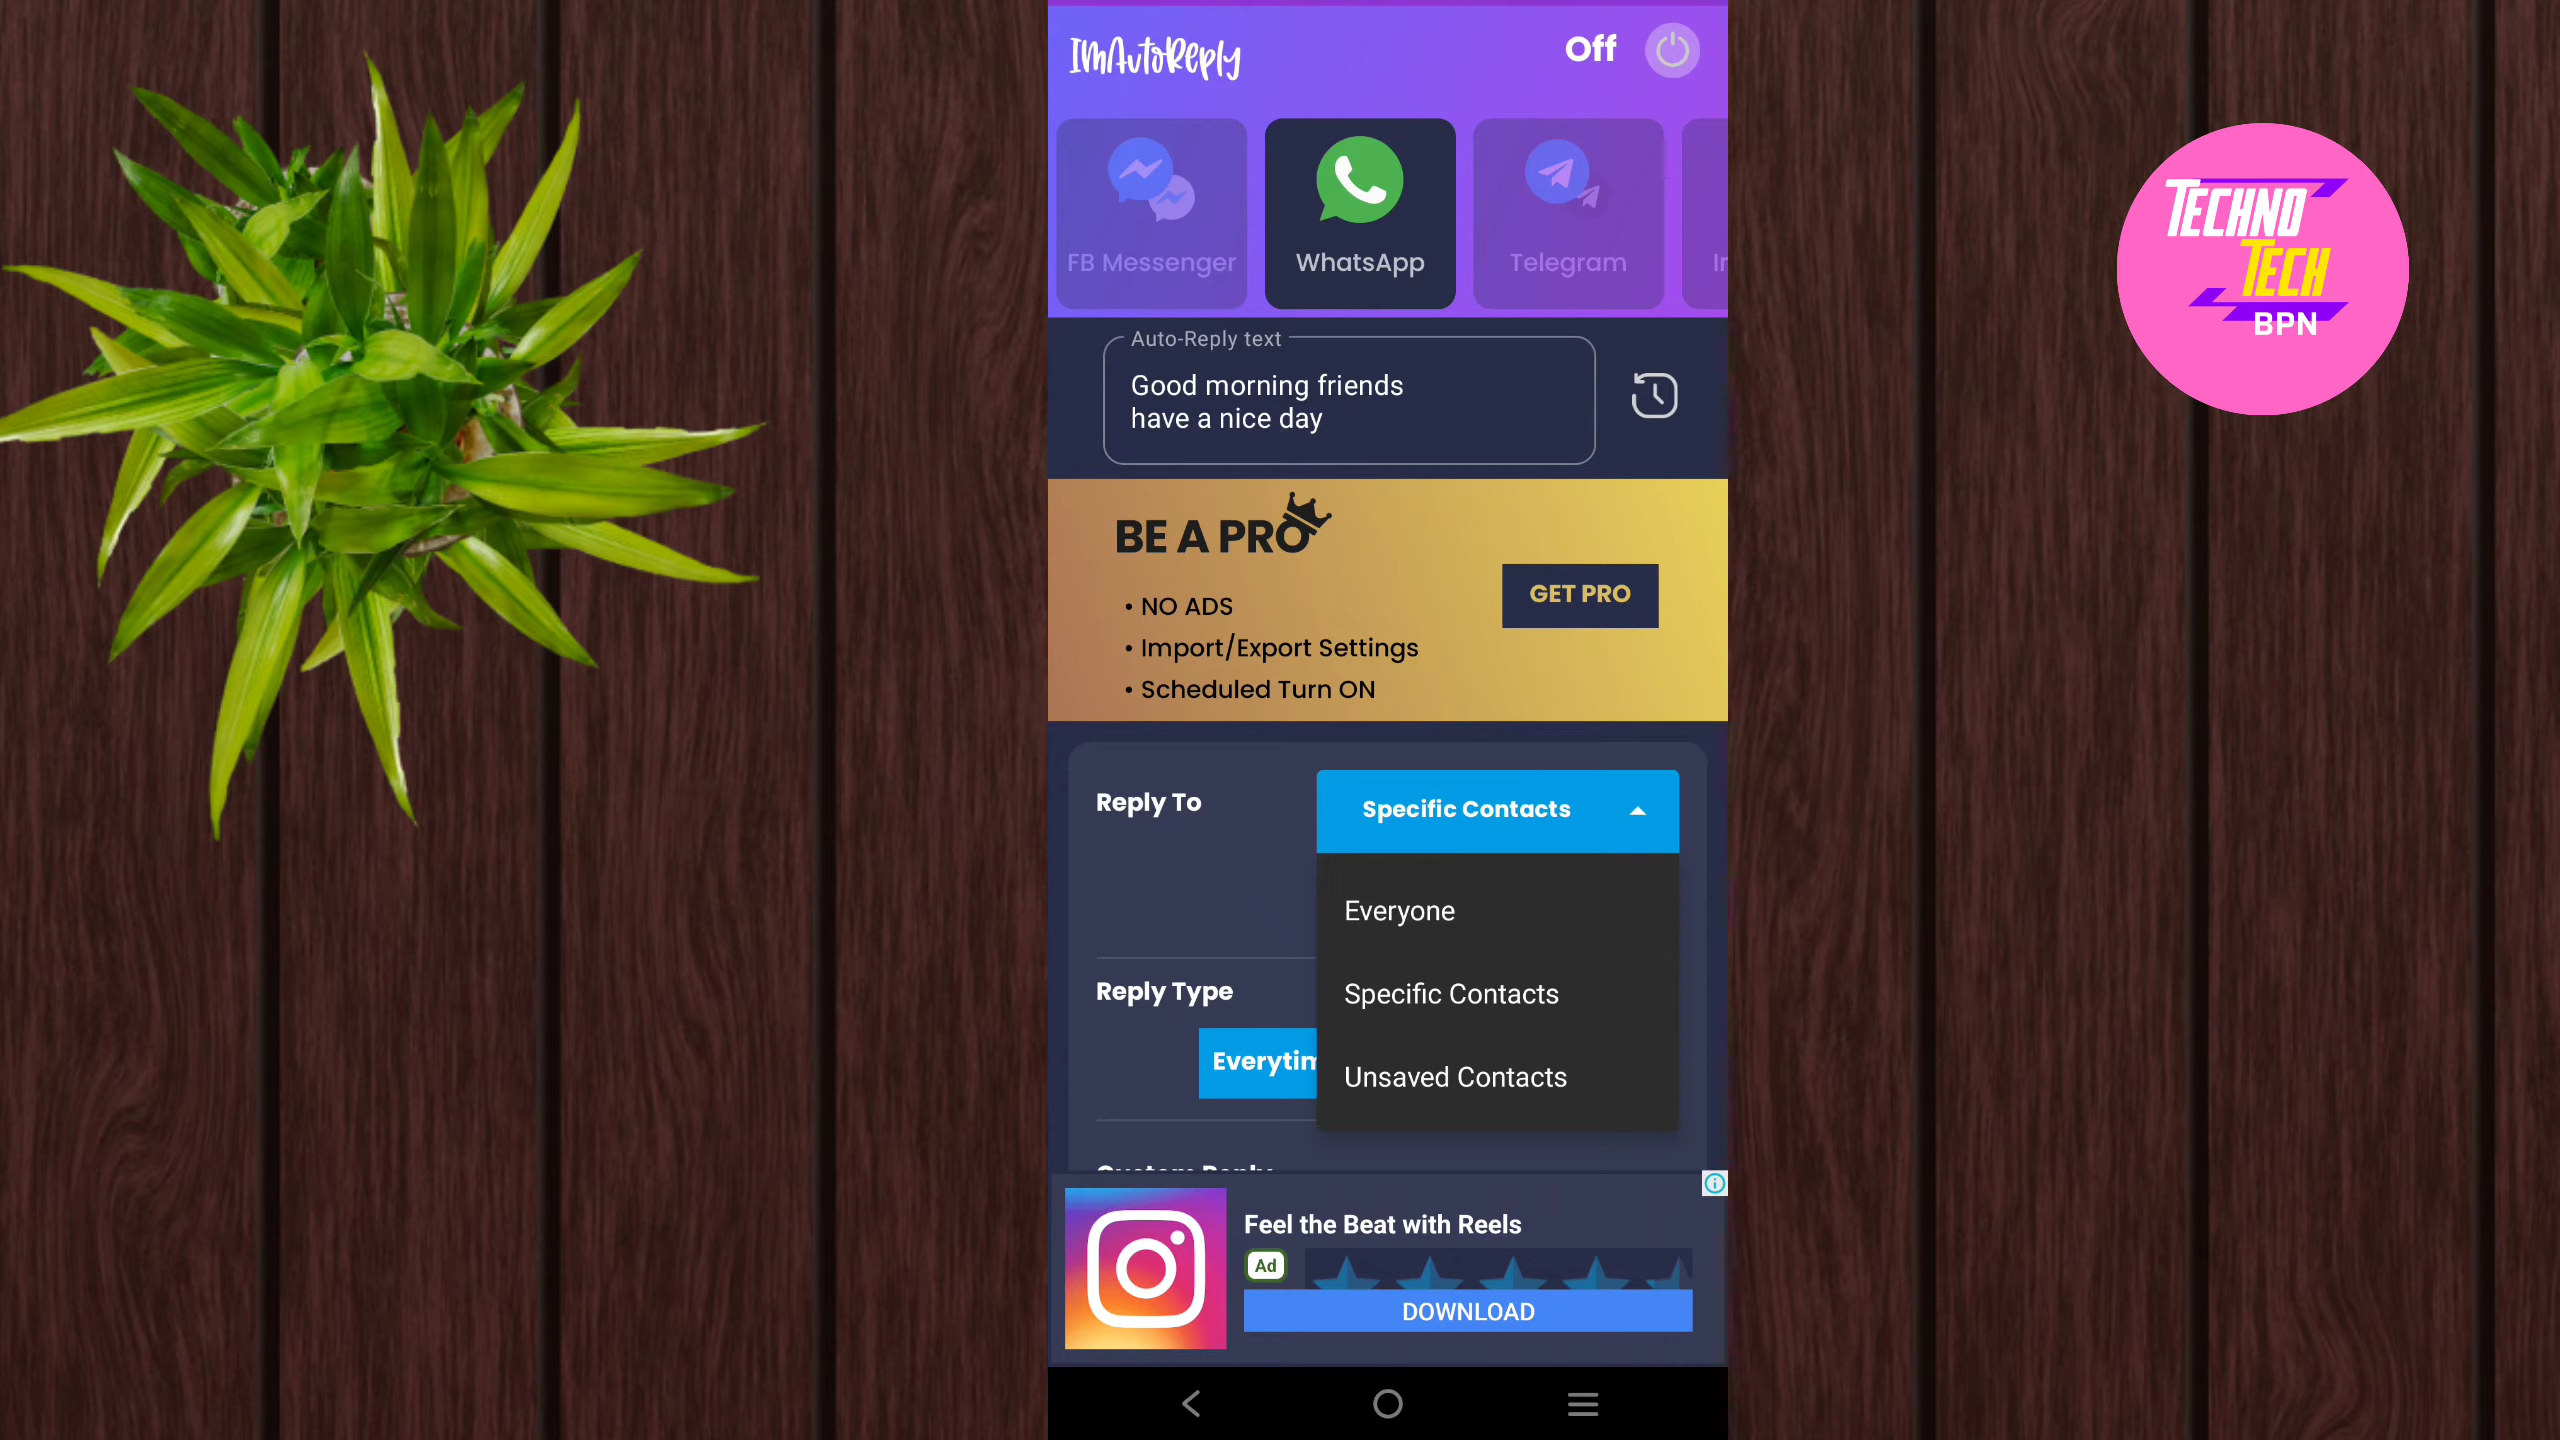 IMAutoReply
Off
FB Messenger
WhatsApp
Telegram
Auto-Reply text
Good morning friends
have a nice day
BE A PRO
• NO ADS
• Import/Export Settings
• Scheduled Turn ON
GET PRO
Reply To
Specific Contacts
Everyone
Specific Contacts
Unsaved Contacts
Reply Type
Custom Reply
Feel the Beat with Reels
Ad
DOWNLOAD
TECHNO
TECH
BPN